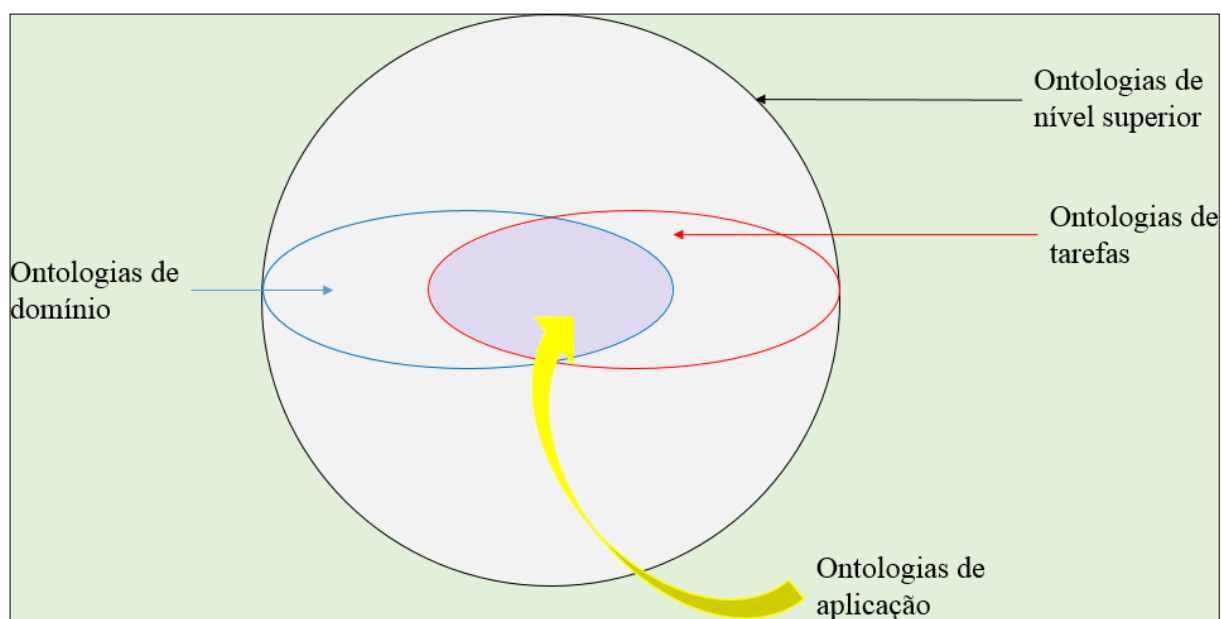 Ontologias de
nível superior
Ontologias de
tarefas
Ontologias de
domínio
Ontologias de
aplicação